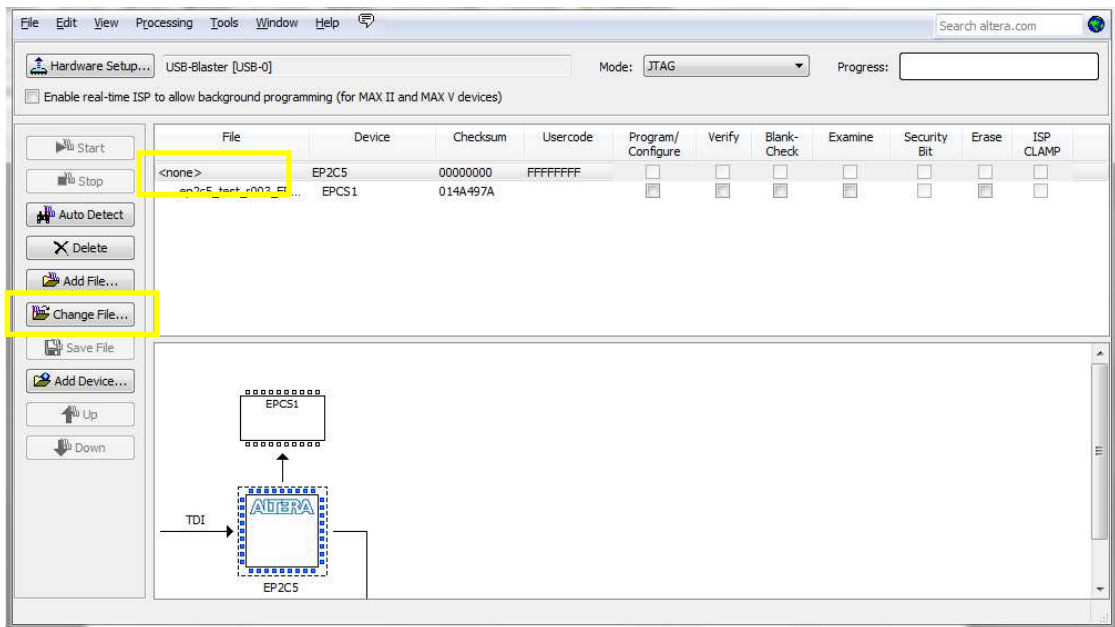 File Edit View Processing Tools Window Help Search altera.com
Hardware Setup... USB-Blaster [USB-0] Mode: JTAG Progress:
Enable real-time ISP to allow background programming (for MAX II and MAX V devices)
Start
Stop
Auto Detect
Delete
Add File...
Change File...
Save File
Add Device...
Up
Down
File Device Checksum Usercode Program/ Verify Blank- Examine Security Erase ISP
Configure Check Bit CLAMP
<none> EP2C5 00000000 FFFFFFFF
ep2c5_test_r003_EP... EPCS1 014A497A
EPCS1
ALTERA
TDI
EP2C5